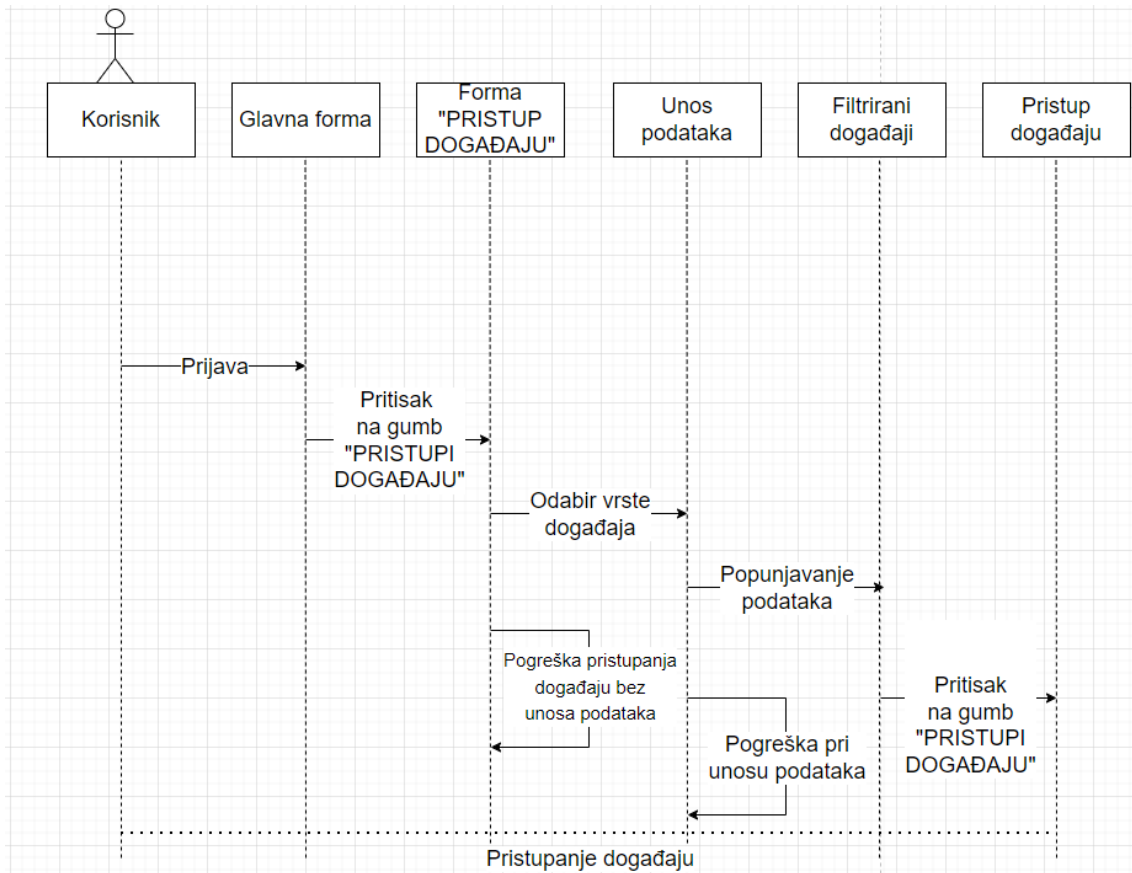 Korisnik
Glavna forma
Forma
"PRISTUP
DOGAĐAJU"
Unos
podataka
Filtrirani
događaji
Pristup
događaju
Prijava
Pritisak
na gumb
"PRISTUPI
DOGAĐAJU"
Odabir vrste
događaja
Popunjavanje
podataka
Pogreška pristupanja
događaju bez
unosa podataka
Pogreška pri
unosu podataka
Pritisak
na gumb
"PRISTUPI
DOGAĐAJU"
Pristupanje događaju